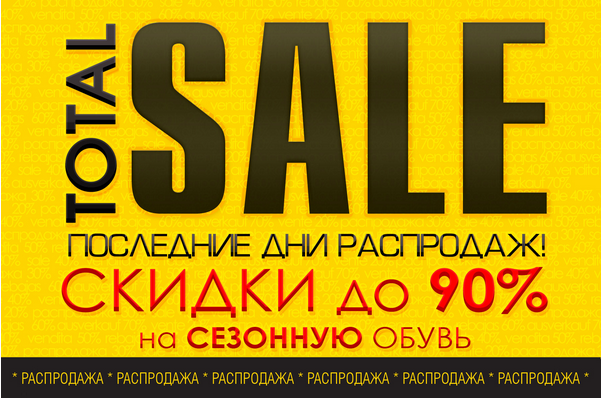 TOTAL
SALE
ПОСЛЕДНИЕ ДНИ РАСПРОДАЖ!
СКИДКИ ДО 90%
на СЕЗОННУЮ ОБУВЬ
* РАСПРОДАЖА * РАСПРОДАЖА * РАСПРОДАЖА * РАСПРОДАЖА * РАСПРОДАЖА * РАСПРОДАЖА *